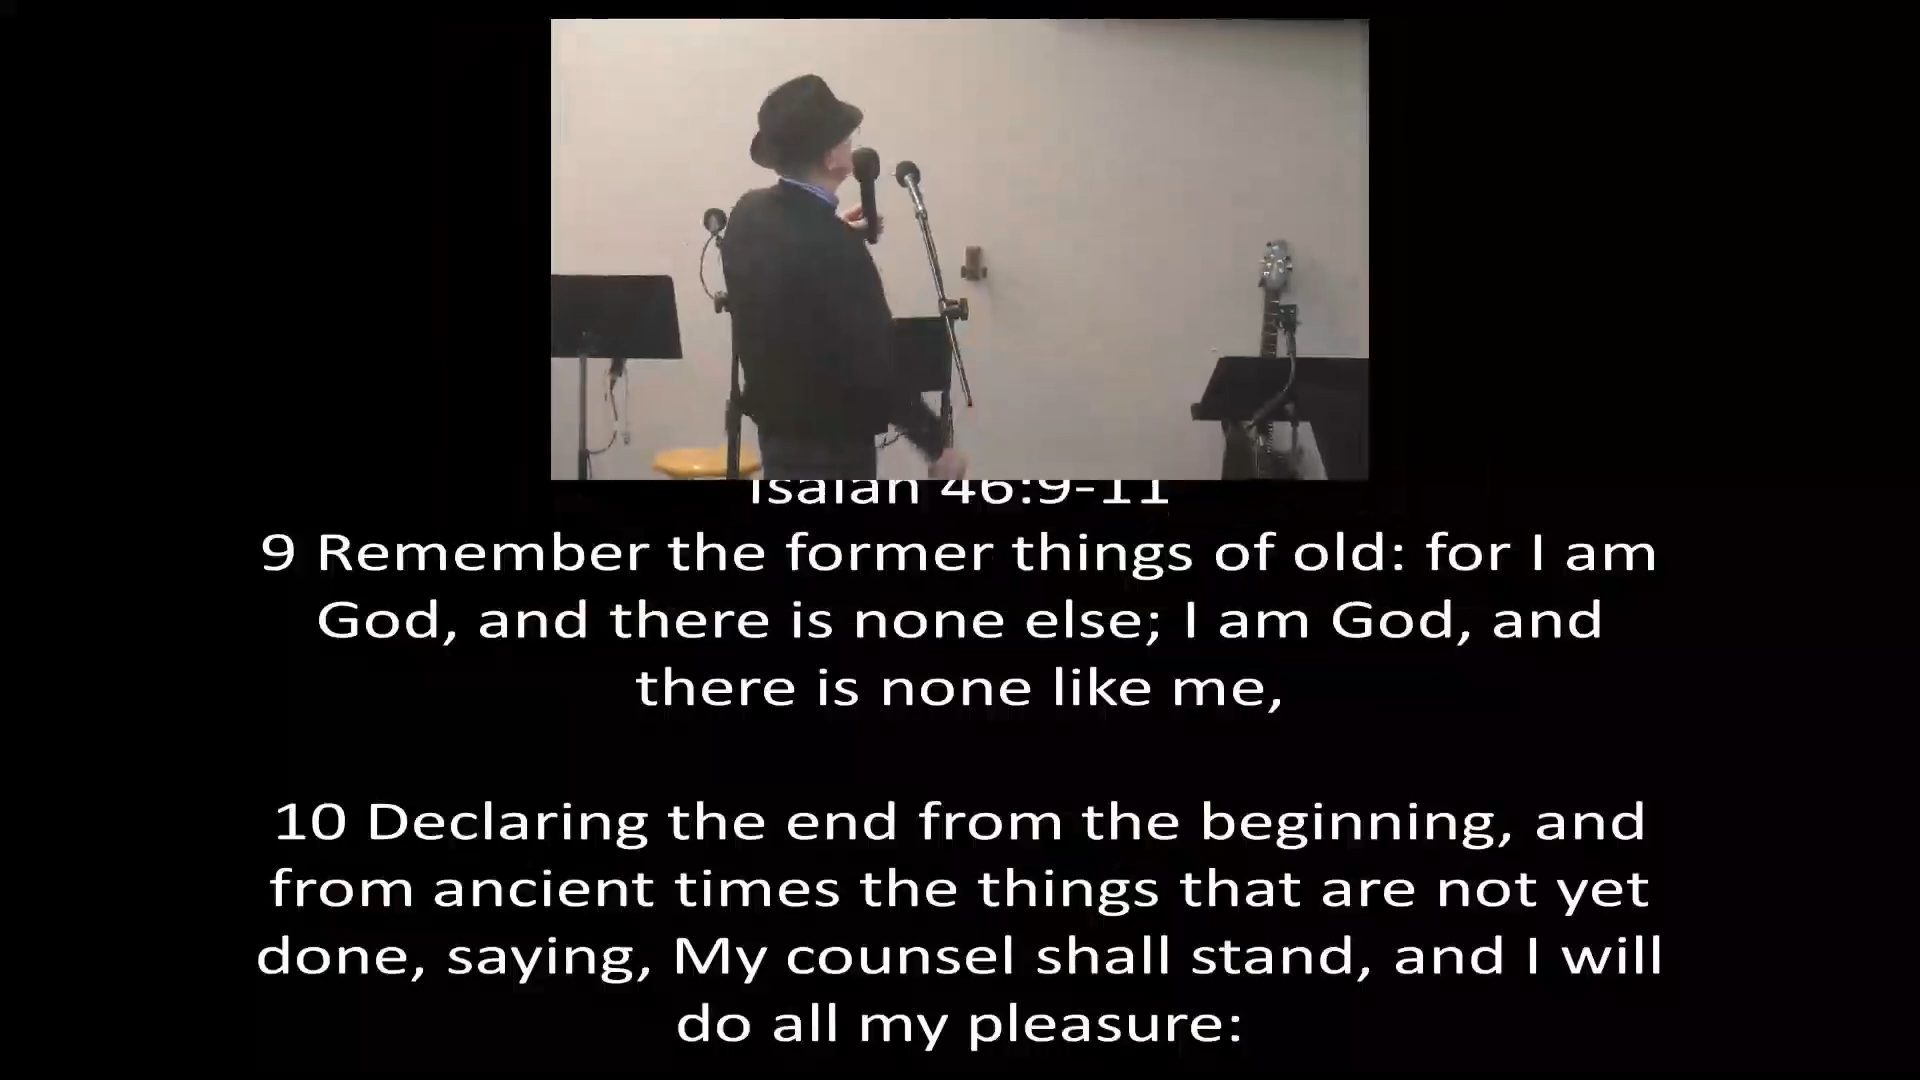 Isaiah 46:9-11
9 Remember the former things of old: for I am
God, and there is none else; I am God, and
there is none like me,
10 Declaring the end from the beginning, and
from ancient times the things that are not yet
done, saying, My counsel shall stand, and I will
do all my pleasure: